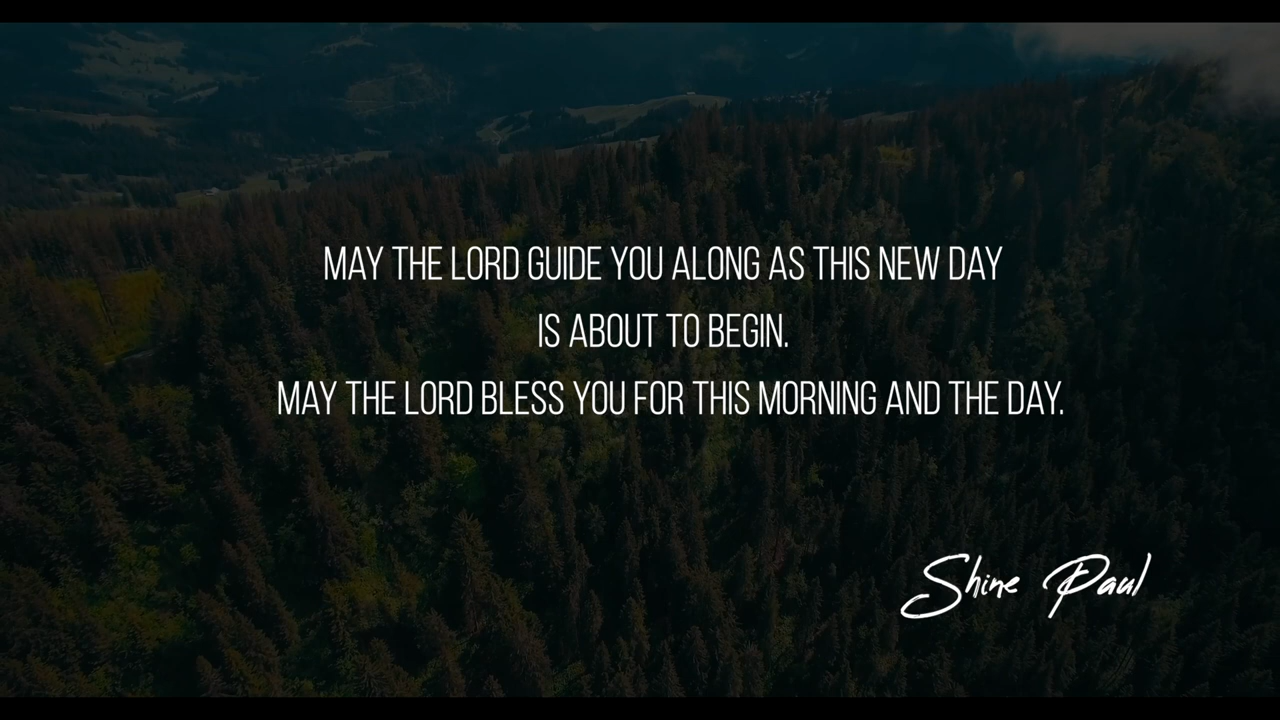 MAY THE LORD GUIDE YOU ALONG AS THIS NEW DAY
IS ABOUT TO BEGIN.
MAY THE LORD BLESS YOU FOR THIS MORNING AND THE DAY.
Shine Paul